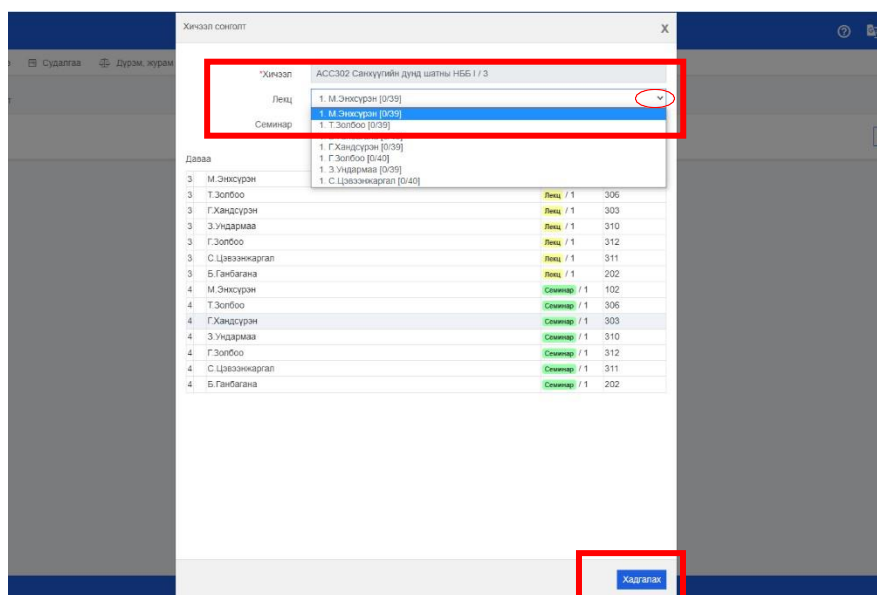 Хичээл сонголт X
Судалгаа Дүрэм, журам
*Хичээл АСС302 Санхүүгийн дунд шатны НББ I / 3
Лекц 1. М.Энхсүрэн [0/39]
1. М.Энхсүрэн [0/39]
Семинар 1. Т.Золбоо [0/39]
1. Г.Хандсүрэн [0/39]
1. Г.Золбоо [0/40]
Даваа 1. З.Ундармаа [0/39]
1. С.Цэвээнжаргал [0/40]
3 М.Энхсүрэн
3 Т.Золбоо Лекц / 1 306
3 Г.Хандсүрэн Лекц / 1 303
3 З.Ундармаа Лекц / 1 310
3 Г.Золбоо Лекц / 1 312
3 С.Цэвээнжаргал Лекц / 1 311
3 Б.Ганбагана Лекц / 1 202
4 М.Энхсүрэн Семинар / 1 102
4 Т.Золбоо Семинар / 1 306
4 Г.Хандсүрэн Семинар / 1 303
4 З.Ундармаа Семинар / 1 310
4 Г.Золбоо Семинар / 1 312
4 С.Цэвээнжаргал Семинар / 1 311
4 Б.Ганбагана Семинар / 1 202
Хадгалах